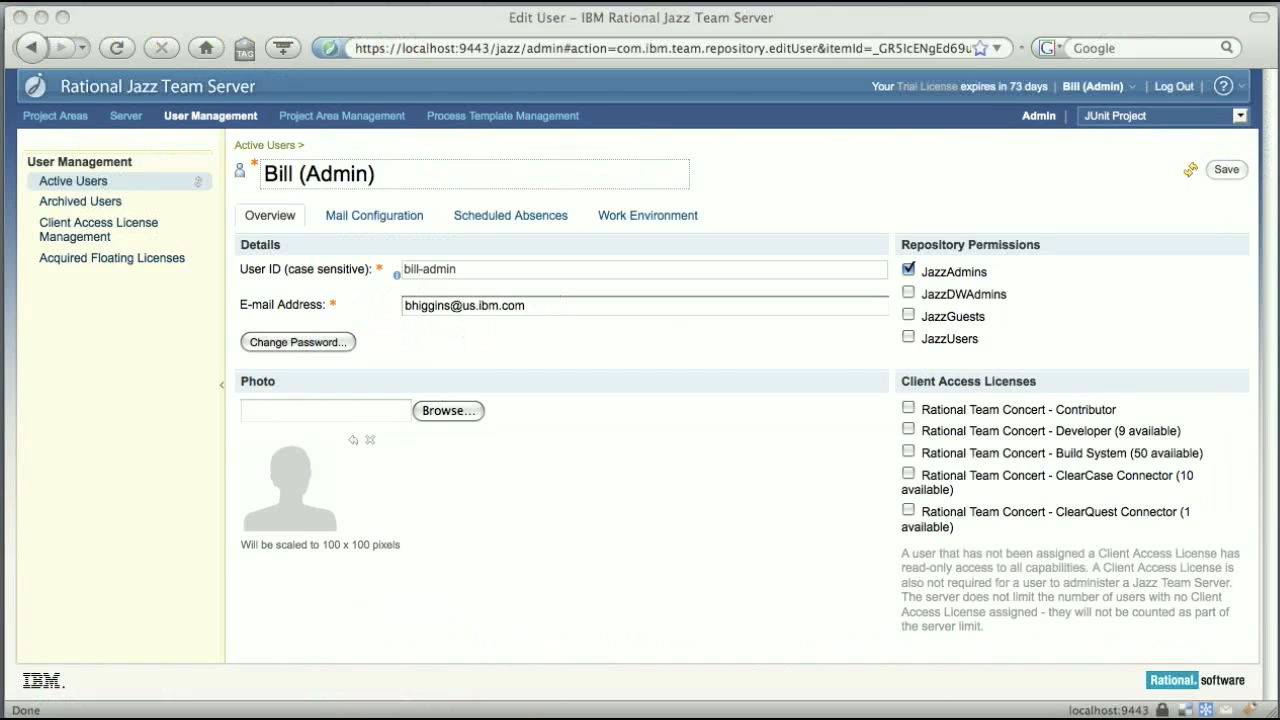 Edit User – IBM Rational Jazz Team Server
TAG
https://localhost:9443/jazz/admin#action=com.ibm.team.repository.editUser&itemId=_GR5IcENgEd69u
G Google
Rational Jazz Team Server
Your Trial License expires in 73 days | Bill (Admin) | Log Out | ?
Project Areas Server User Management Project Area Management Process Template Management Admin | JUnit Project
User Management
Active Users
Archived Users
Client Access License
Management
Acquired Floating Licenses
Active Users >
* Bill (Admin)
Save
Overview Mail Configuration Scheduled Absences Work Environment
Details
User ID (case sensitive): * bill-admin
E-mail Address: * bhiggins@us.ibm.com
Change Password...
Photo
Browse...
Will be scaled to 100 x 100 pixels
Repository Permissions
JazzAdmins
JazzDWAdmins
JazzGuests
JazzUsers
Client Access Licenses
Rational Team Concert - Contributor
Rational Team Concert - Developer (9 available)
Rational Team Concert - Build System (50 available)
Rational Team Concert - ClearCase Connector (10
available)
Rational Team Concert - ClearQuest Connector (1
available)
A user that has not been assigned a Client Access License has
read-only access to all capabilities. A Client Access License is
also not required for a user to administer a Jazz Team Server.
The server does not limit the number of users with no Client
Access License assigned - they will not be counted as part of
the server limit.
IBM.
Rational. software
Done
localhost:9443